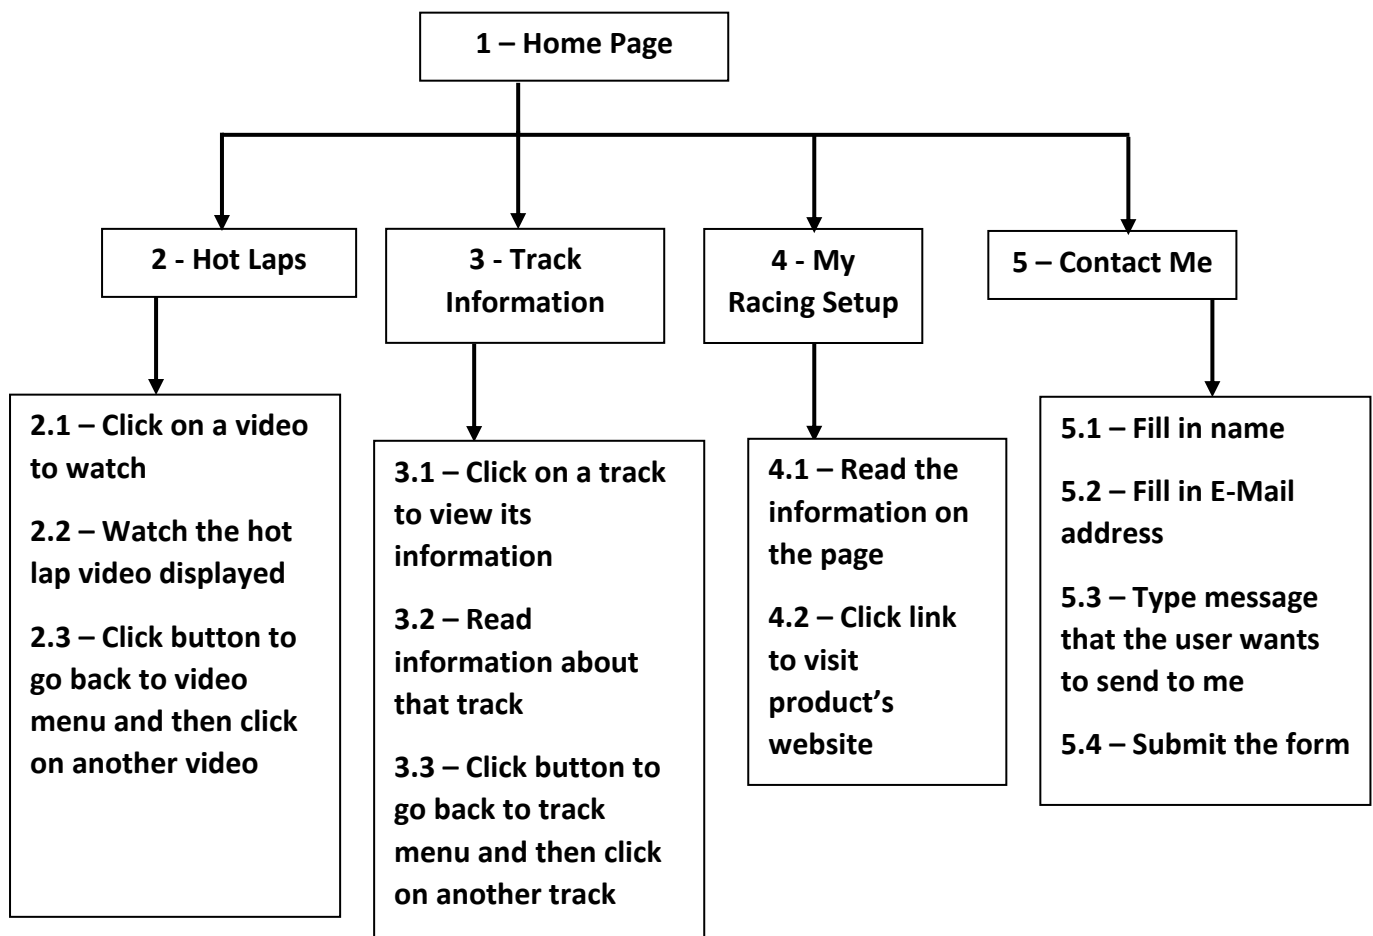 1 – Home Page
2 - Hot Laps
3 - Track
Information
4 - My
Racing Setup
5 – Contact Me
2.1 – Click on a video
to watch
2.2 – Watch the hot
lap video displayed
2.3 – Click button to
go back to video
menu and then click
on another video
3.1 – Click on a track
to view its
information
3.2 – Read
information about
that track
3.3 – Click button to
go back to track
menu and then click
on another track
4.1 – Read the
information on
the page
4.2 – Click link
to visit
product’s
website
5.1 – Fill in name
5.2 – Fill in E-Mail
address
5.3 – Type message
that the user wants
to send to me
5.4 – Submit the form